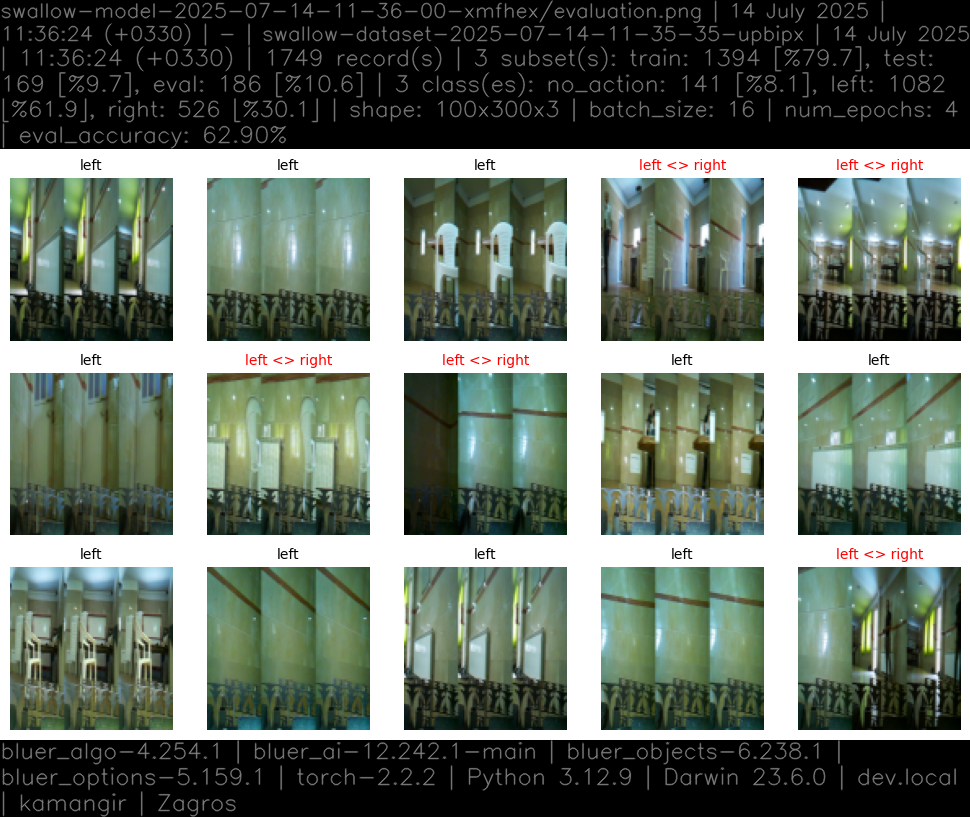 swallow-model-2025-07-14-11-36-00-xmfhex/evaluation.png | 14 July 2025 |
11:36:24 (+0330) | - | swallow-dataset-2025-07-14-11-35-35-upbipx | 14 July 2025
| 11:36:24 (+0330) | 1749 record(s) | 3 subset(s): train: 1394 [%79.7], test:
169 [%9.7], eval: 186 [%10.6] | 3 class(es): no_action: 141 [%8.1], left: 1082
[%61.9], right: 526 [%30.1] | shape: 100x300x3 | batch_size: 16 | num_epochs: 4
| eval_accuracy: 62.90%
left left left left <> right left <> right
left left <> right left <> right left left
left left left left left <> right
bluer_algo-4.254.1 | bluer_ai-12.242.1-main | bluer_objects-6.238.1 |
bluer_options-5.159.1 | torch-2.2.2 | Python 3.12.9 | Darwin 23.6.0 | dev.local
| kamangir | Zagros